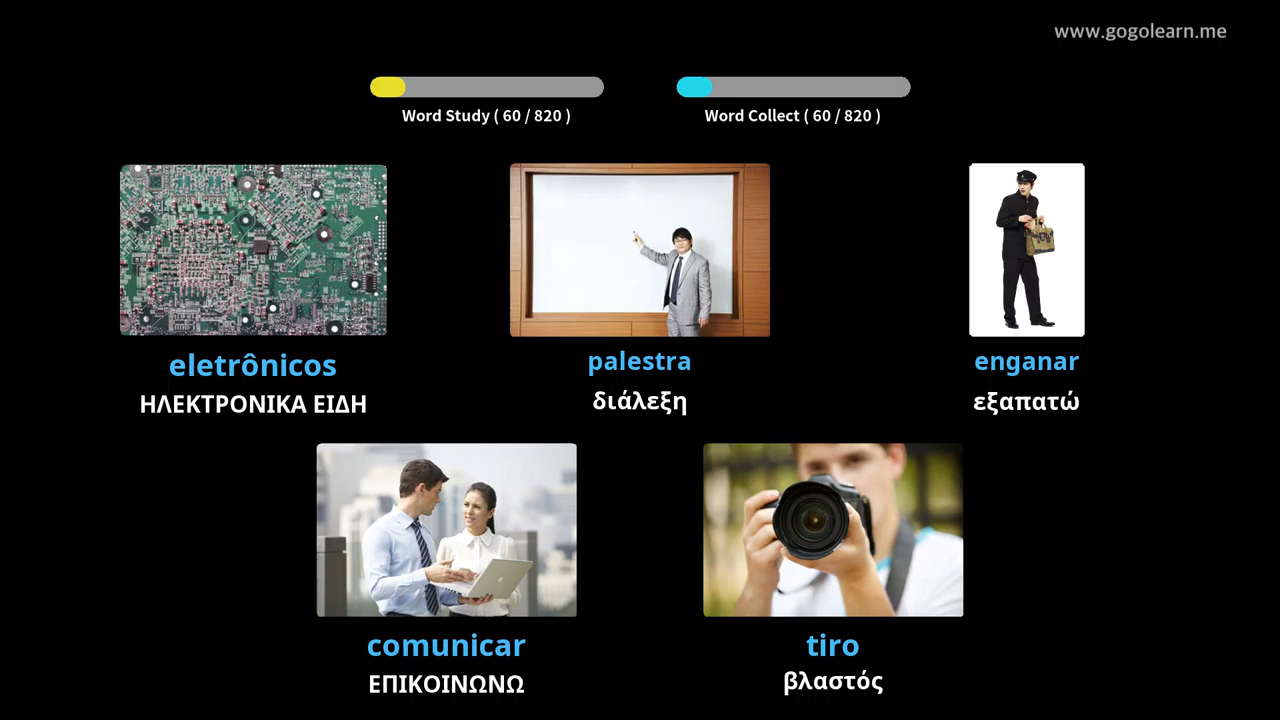 www.gogolearn.me
Word Study ( 60 / 820 )
Word Collect ( 60 / 820 )
eletrônicos
ΗΛΕΚΤΡΟΝΙΚΑ ΕΙΔΗ
palestra
διάλεξη
enganar
εξαπατώ
comunicar
ΕΠΙΚΟΙΝΩΝΩ
tiro
βλαστός